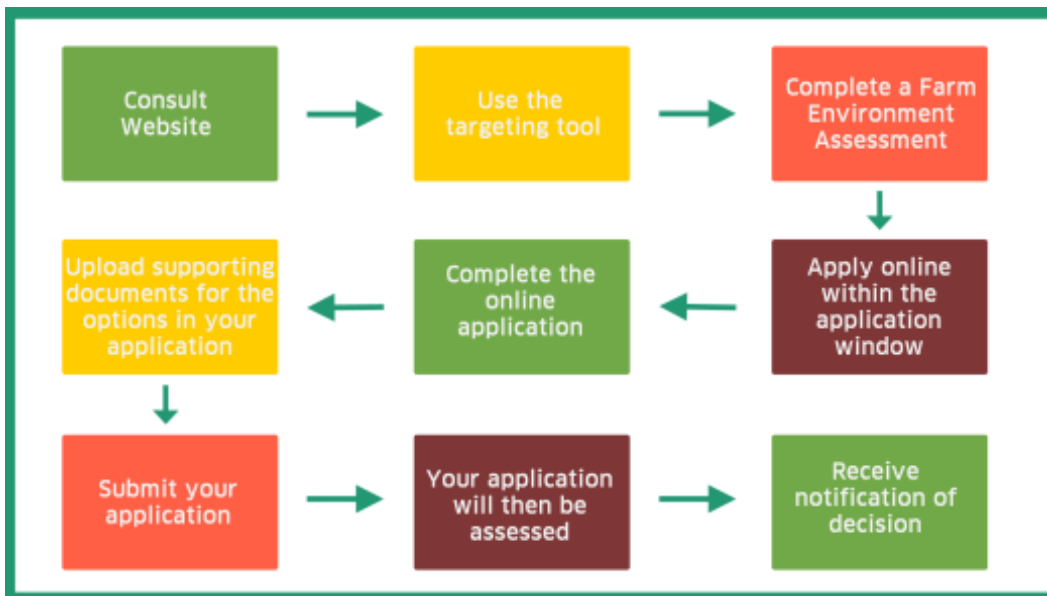 Consult
Website
Use the
targeting tool
Complete a Farm
Environment
Assessment
Apply online
within the
application
window
Complete the
online
application
Upload supporting
documents for the
options in your
application
Submit your
application
Your application
will then be
assessed
Receive
notification of
decision